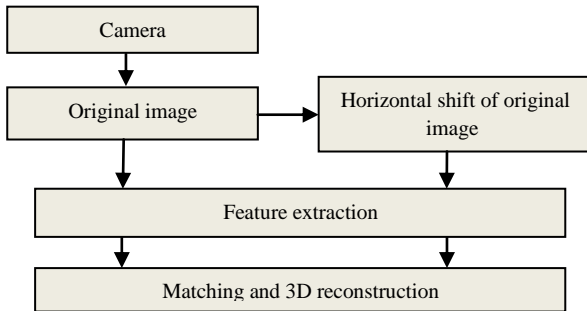 Camera
Original image
Horizontal shift of original
image
Feature extraction
Matching and 3D reconstruction